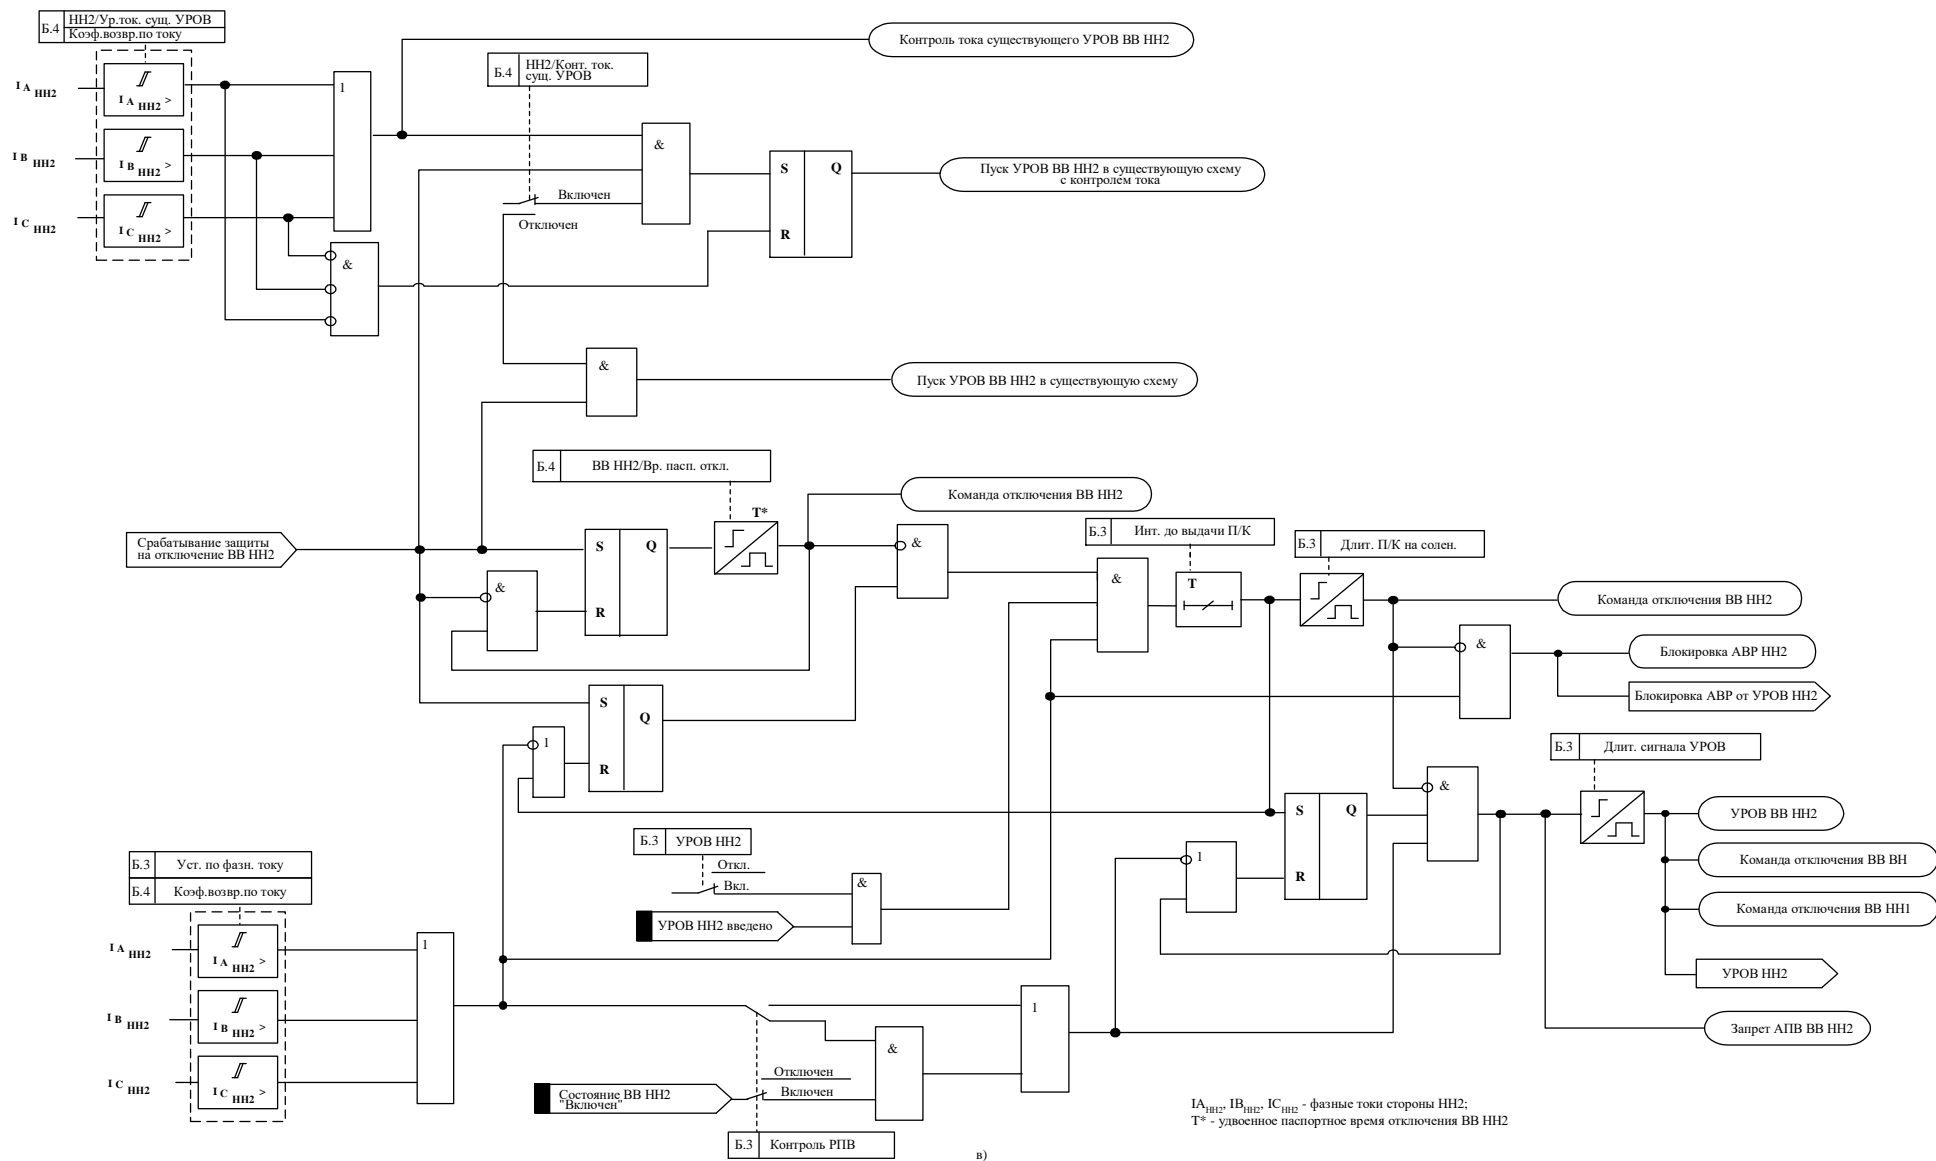 Б.4 НН2/Ур.ток. сущ. УРОВ
Коэф.возвр.по току
I A НН2
I A НН2 >
I B НН2
I B НН2 >
I C НН2
I C НН2 >
1
&
Б.4 НН2/Конт. ток.
сущ. УРОВ
Включен
Отключен
&
S Q
R
Контроль тока существующего УРОВ ВВ НН2
Пуск УРОВ ВВ НН2 в существующую схему
с контролем тока
&
Пуск УРОВ ВВ НН2 в существующую схему
Б.4 ВВ НН2/Вр. пасп. откл.
T*
Команда отключения ВВ НН2
Срабатывание защиты
на отключение ВВ НН2
&
S Q
R
&
Б.3 Инт. до выдачи П/К
&
T
Б.3 Длит. П/К на солен.
Команда отключения ВВ НН2
&
Блокировка АВР НН2
Блокировка АВР от УРОВ НН2
S Q
R
1
Б.3 Длит. сигнала УРОВ
&
S Q
R
1
УРОВ ВВ НН2
Команда отключения ВВ ВН
Команда отключения ВВ НН1
УРОВ НН2
Запрет АПВ ВВ НН2
Б.3 УРОВ НН2
Откл.
Вкл.
&
УРОВ НН2 введено
Б.3 Уст. по фазн. току
Б.4 Коэф.возвр.по току
I A НН2
I A НН2 >
I B НН2
I B НН2 >
I C НН2
I C НН2 >
1
1
&
Отключен
Включен
Состояние ВВ НН2
"Включен"
Б.3 Контроль РПВ
IAНН2, IBНН2, ICНН2 - фазные токи стороны НН2;
T* - удвоенное паспортное время отключения ВВ НН2
в)